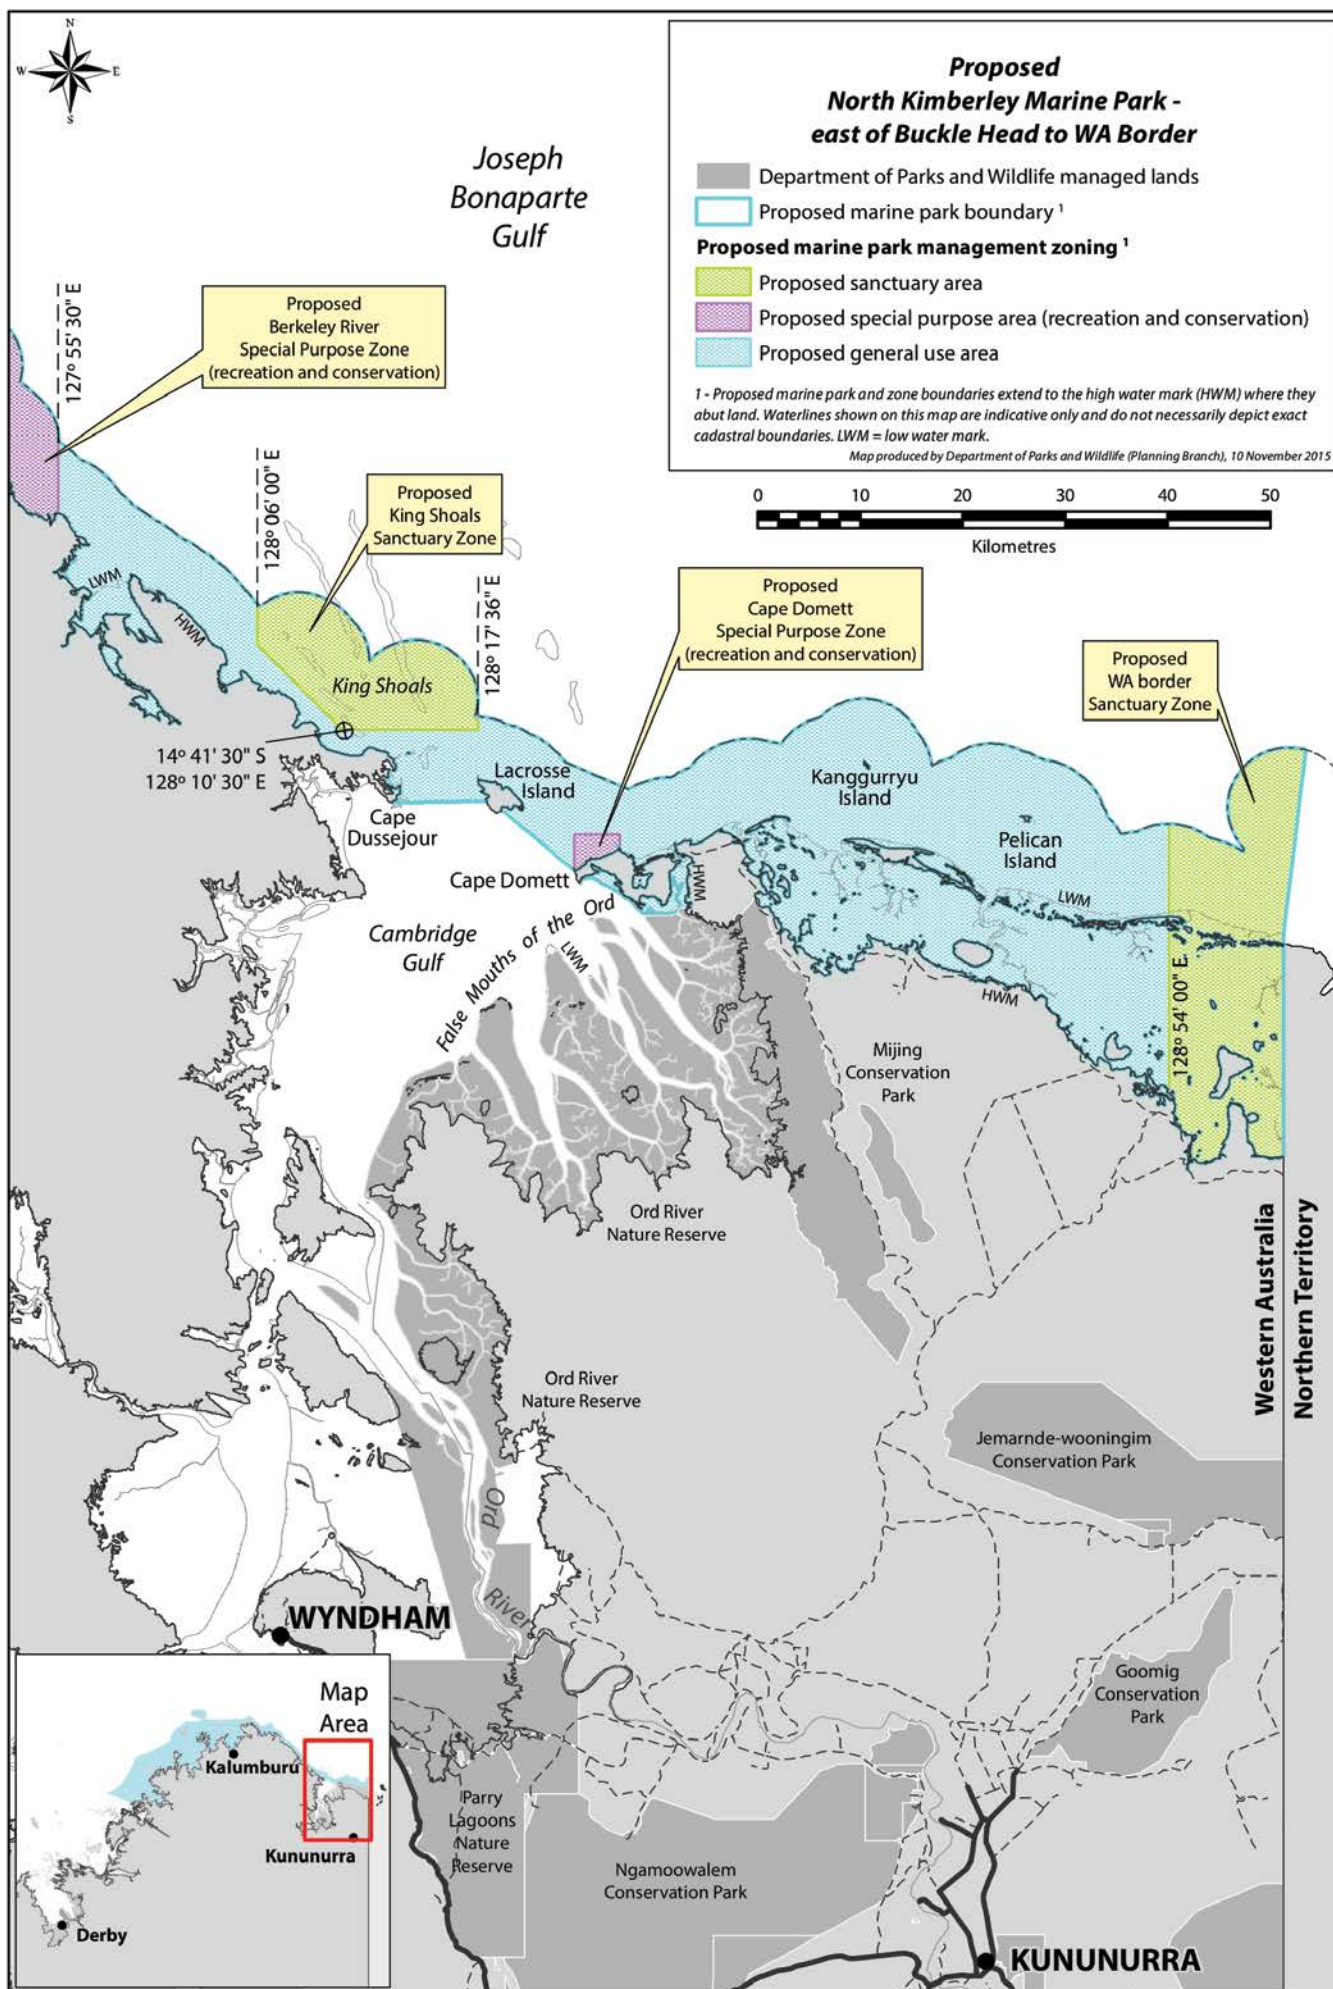 N
W
E
S
Proposed
North Kimberley Marine Park -
east of Buckle Head to WA Border
Department of Parks and Wildlife managed lands
Proposed marine park boundary ¹
Proposed marine park management zoning ¹
Proposed sanctuary area
Proposed special purpose area (recreation and conservation)
Proposed general use area
1 - Proposed marine park and zone boundaries extend to the high water mark (HWM) where they
abut land. Waterlines shown on this map are indicative only and do not necessarily depict exact
cadastral boundaries. LWM = low water mark.
Map produced by Department of Parks and Wildlife (Planning Branch), 10 November 2015
0 10 20 30 40 50
Kilometres
Joseph
Bonaparte
Gulf
127º 55' 30" E
Proposed
Berkeley River
Special Purpose Zone
(recreation and conservation)
128º 06' 00" E
Proposed
King Shoals
Sanctuary Zone
128º 17' 36" E
Proposed
Cape Domett
Special Purpose Zone
(recreation and conservation)
Proposed
WA border
Sanctuary Zone
LWM
HWM
King Shoals
14º 41' 30" S
128º 10' 30" E
Lacrosse
Island
Kanggurryu
Island
Pelican
Island
Cape
Dussejour
Cape Domett
HWM
LWM
Cambridge
Gulf
False Mouths of the Ord
LWM
HWM
128º 54' 00" E
Mijing
Conservation
Park
Ord River
Nature Reserve
Western Australia
Northern Territory
Ord River
Nature Reserve
Jemarnde-wooningim
Conservation Park
Ord
River
WYNDHAM
Goomig
Conservation
Park
Map
Area
Kalumburu
Kununurra
Derby
Parry
Lagoons
Nature
Reserve
Ngamoowalem
Conservation Park
KUNUNURRA